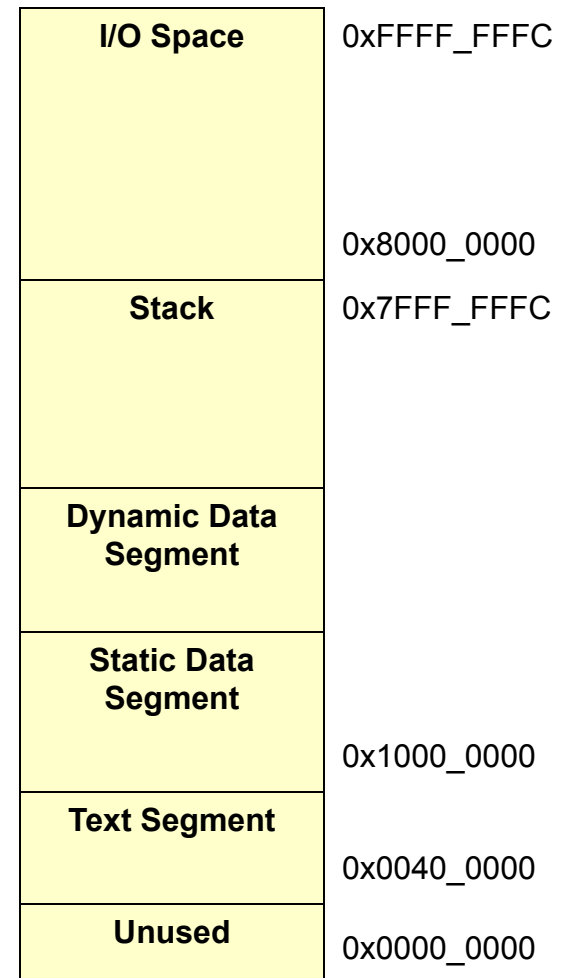 I/O Space 0xFFFF_FFFC
0x8000_0000
Stack 0x7FFF_FFFC
Dynamic Data
Segment
Static Data
Segment
0x1000_0000
Text Segment
0x0040_0000
Unused 0x0000_0000